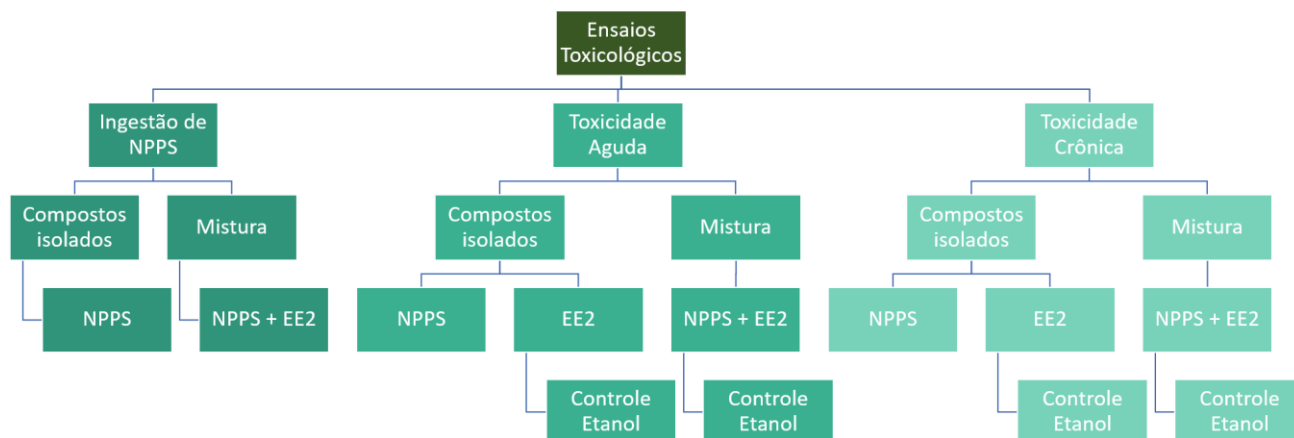 Ensaios
Toxicológicos
Ingestão de
NPPS
Toxicidade
Aguda
Toxicidade
Crônica
Compostos
isolados
Mistura
Compostos
isolados
Mistura
Compostos
isolados
Mistura
NPPS
NPPS + EE2
NPPS
EE2
NPPS + EE2
NPPS
EE2
NPPS + EE2
Controle
Etanol
Controle
Etanol
Controle
Etanol
Controle
Etanol